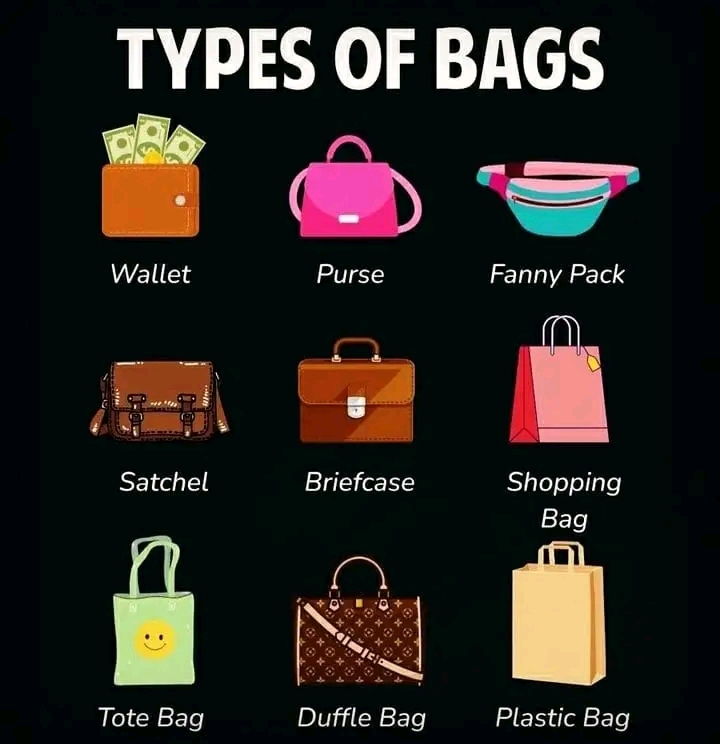 TYPES OF BAGS
Wallet
Purse
Fanny Pack
Satchel
Briefcase
Shopping
Bag
Tote Bag
Duffle Bag
Plastic Bag